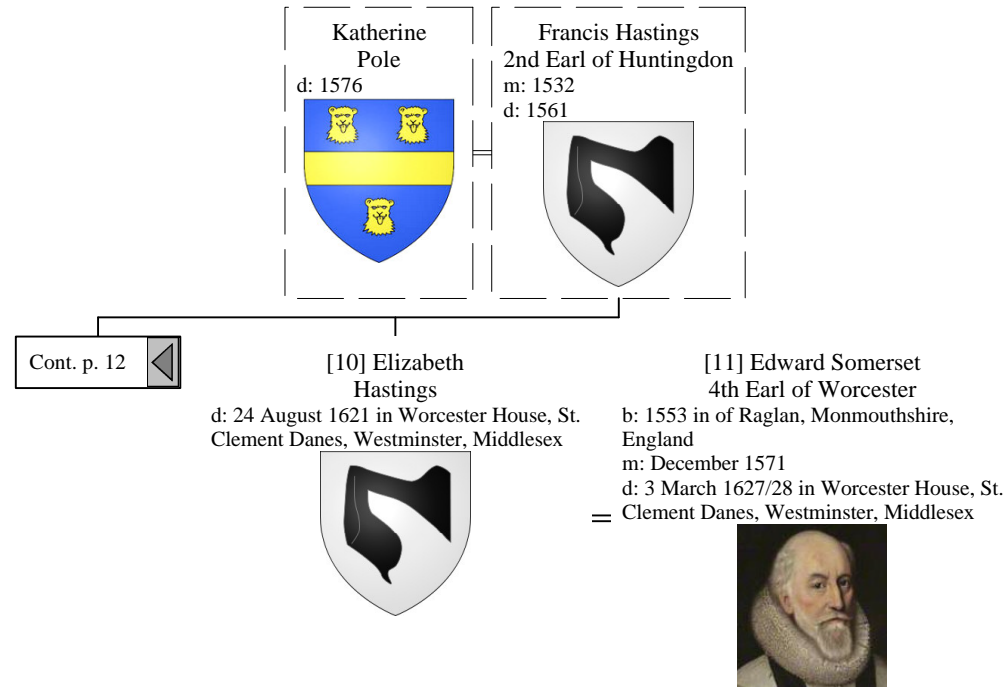 Katherine
Pole
d: 1576
Francis Hastings
2nd Earl of Huntingdon
m: 1532
d: 1561
=
Cont. p. 12
[10] Elizabeth
Hastings
d: 24 August 1621 in Worcester House, St.
Clement Danes, Westminster, Middlesex
[11] Edward Somerset
4th Earl of Worcester
b: 1553 in of Raglan, Monmouthshire,
England
m: December 1571
d: 3 March 1627/28 in Worcester House, St.
= Clement Danes, Westminster, Middlesex